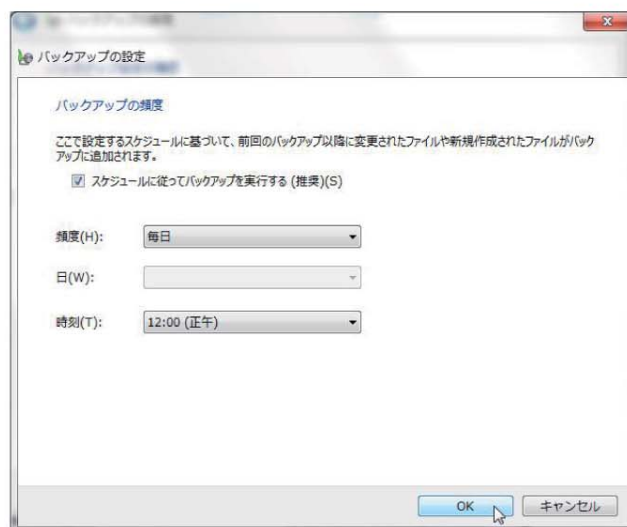 バックアップの設定
バックアップの頻度
ここで設定するスケジュールに基づいて、前回のバックアップ以降に変更されたファイルや新規作成されたファイルがバック
アップに追加されます。
スケジュールに従ってバックアップを実行する (推奨)(S)
頻度(H): 毎日
日(W):
時刻(T): 12:00 (正午)
OK キャンセル